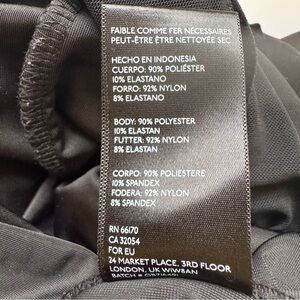 FAIBLE COMME FER NÉCESSAIRES
PEUT-ÊTRE ÊTRE NETTOYÉE SEC
HECHO EN INDONESIA
CUERPO: 90% POLIÉSTER
10% ELASTANO
FORRO: 92% NYLON
8% ELASTANO
BODY: 90% POLYESTER
10% ELASTAN
FUTTER: 92% NYLON
8% ELASTAN
CORPO: 90% POLIESTERE
10% SPANDEX
FODERA: 92% NYLON
8% SPANDEX
RN 66170
CA 32054
FOR EU
24 MARKET PLACE, 3RD FLOOR
LONDON, UK W1W8AN
BATCH #